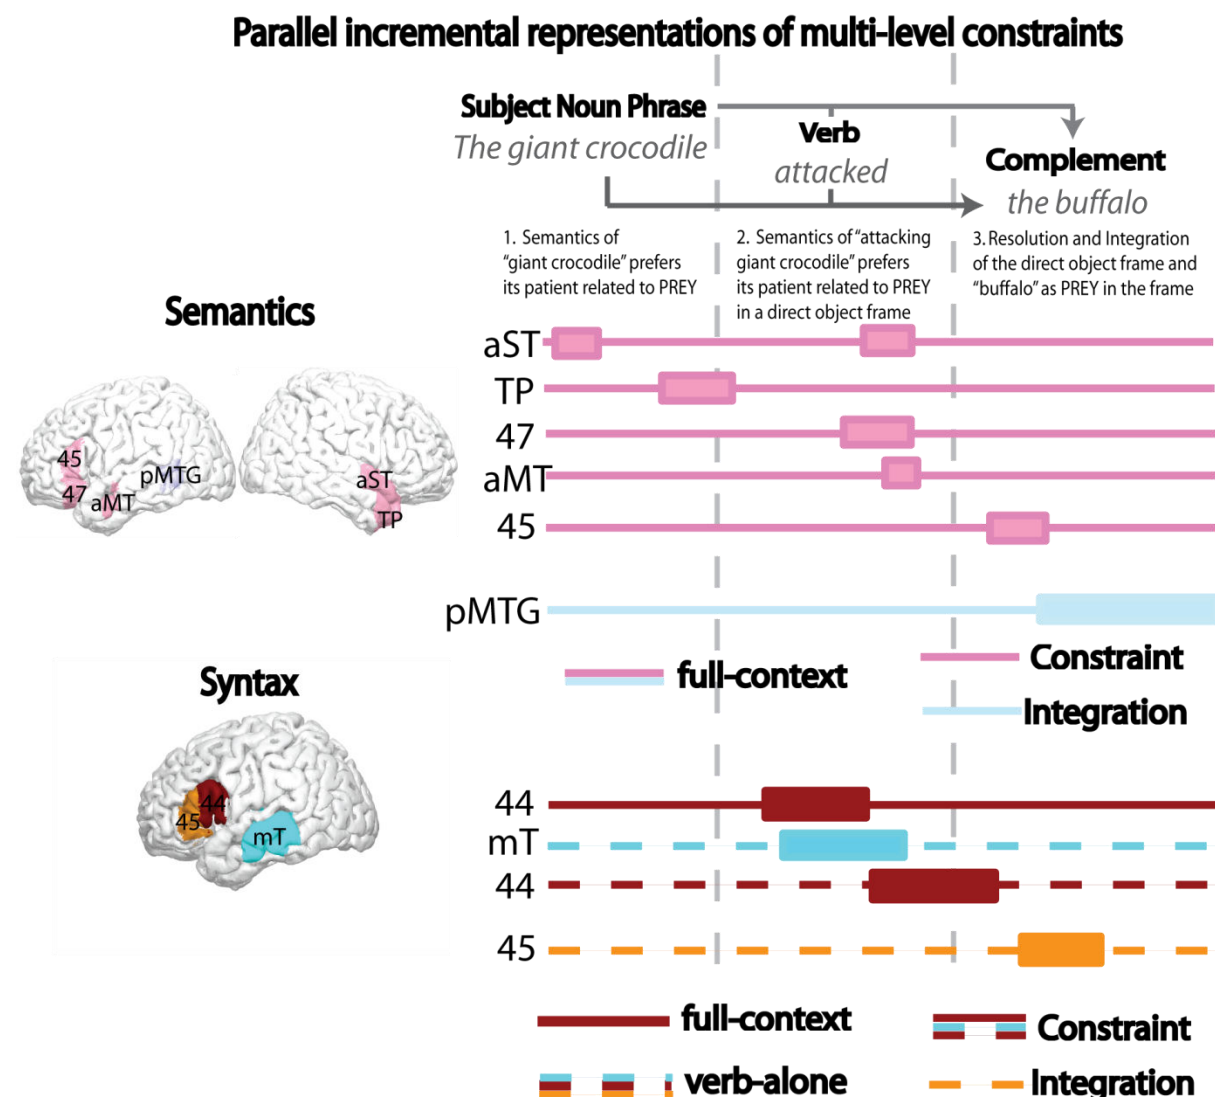 Parallel incremental representations of multi-level constraints
Subject Noun Phrase
The giant crocodile
Verb
attacked
Complement
the buffalo
1. Semantics of
"giant crocodile" prefers
its patient related to PREY
2. Semantics of "attacking
giant crocodile" prefers
its patient related to PREY
in a direct object frame
3. Resolution and Integration
of the direct object frame and
"buffalo" as PREY in the frame
Semantics
45
47
aMT
pMTG
aST
TP
aST
TP
47
aMT
45
pMTG
full-context
Constraint
Integration
Syntax
44
45
mT
44
mT
44
45
full-context
Constraint
verb-alone
Integration